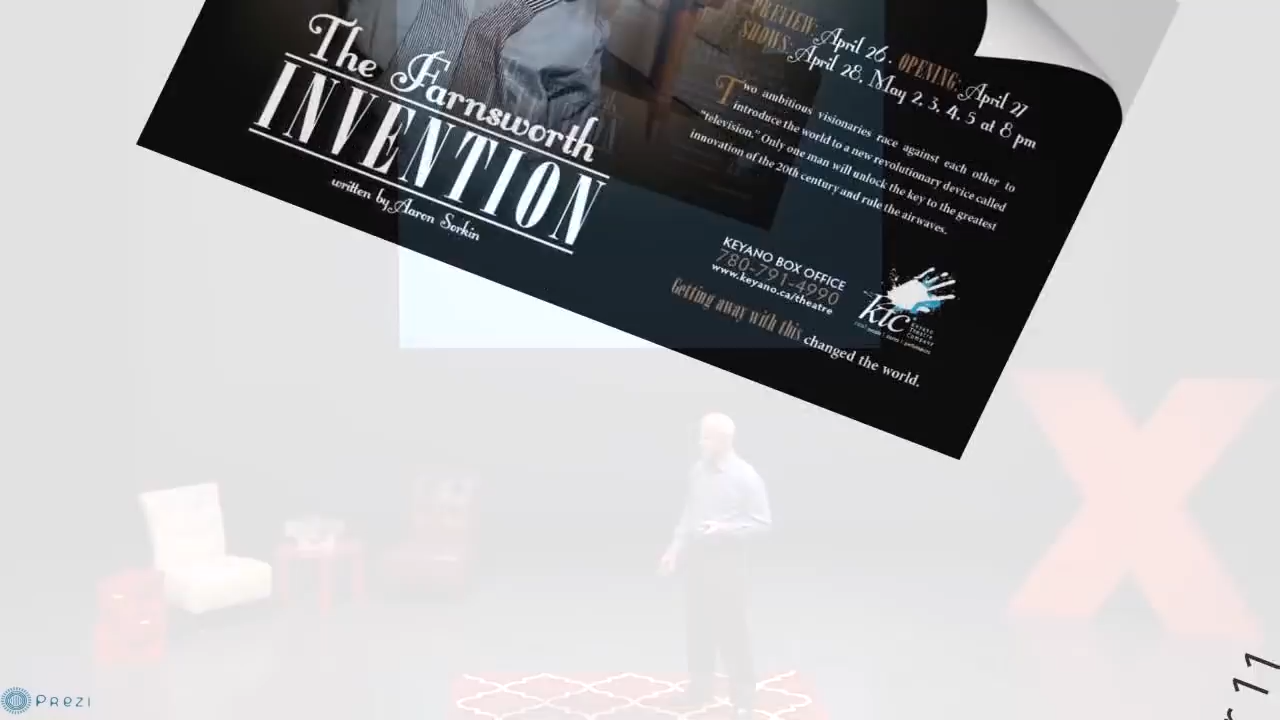 The Farnsworth
INVENTION
written by Aaron Sorkin
PREVIEW: April 26. OPENING: April 27
SHOWS: April 28, May 2, 3, 4, 5 at 8 pm
Two ambitious visionaries race against each other to
introduce the world to a new revolutionary device called
"television." Only one man will unlock the key to the greatest
innovation of the 20th century and rule the airwaves.
KEYANO BOX OFFICE
780-791-4990
www.keyano.ca/theatre
ktc
KEYANO
THEATRE
COMPANY
Getting away with this changed the world.
X
11
Prezi